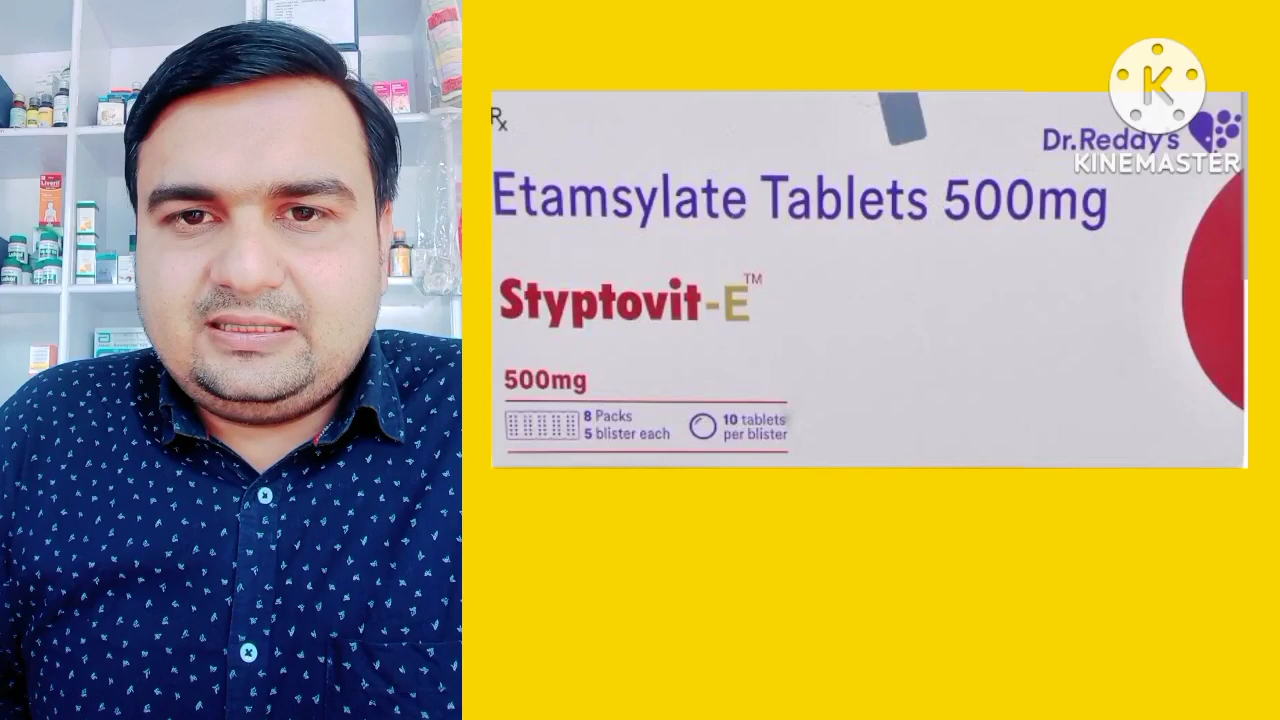 Liveril
Rx
Dr.Reddy's
KINEMASTER
Etamsylate Tablets 500mg
Styptovit-E™
500mg
8 Packs
5 blister each
10 tablets
per blister